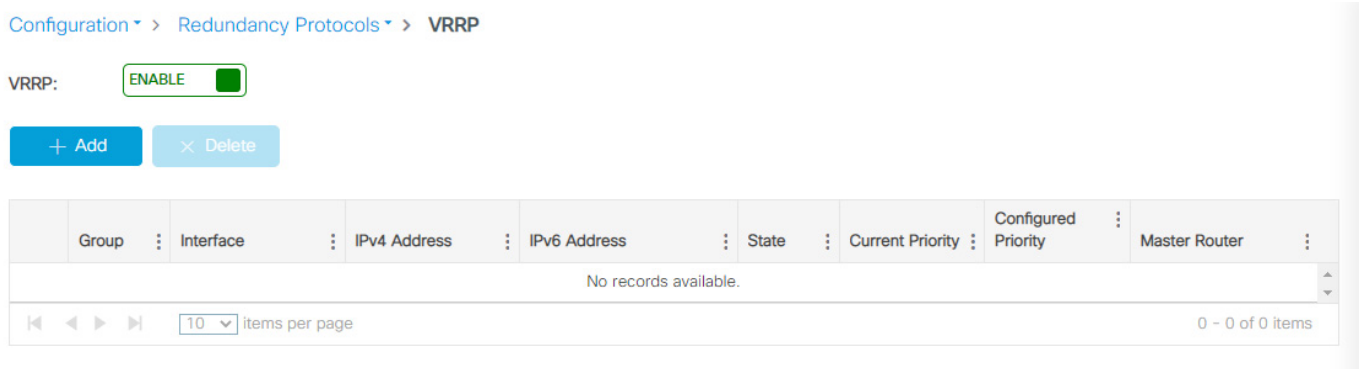 Configuration > Redundancy Protocols > VRRP
VRRP: ENABLE
+ Add × Delete
Group Interface IPv4 Address IPv6 Address State Current Priority Configured Priority Master Router
No records available.
10 items per page 0 - 0 of 0 items